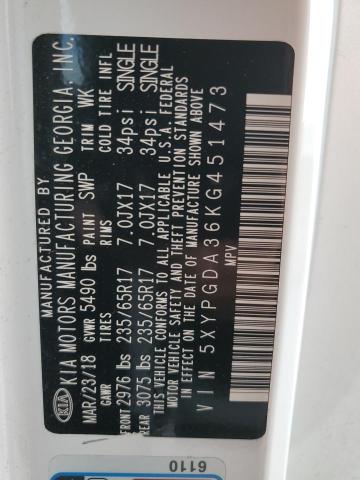 KIA
MANUFACTURED BY
KIA MOTORS MANUFACTURING GEORGIA, INC.
MAR/23/18 GVWR 5490 lbs PAINT SWP TRIM WK
GAWR TIRES RIMS COLD TIRE INFL
FRONT 2976 lbs 235/65R17 7.0JX17 34psi SINGLE
REAR 3075 lbs 235/65R17 7.0JX17 34psi SINGLE
THIS VEHICLE CONFORMS TO ALL APPLICABLE U.S.A. FEDERAL
MOTOR VEHICLE SAFETY AND THEFT PREVENTION STANDARDS
IN EFFECT ON THE DATE OF MANUFACTURE SHOWN ABOVE
VIN 5XYPGDA36KG451473
MPV
6110